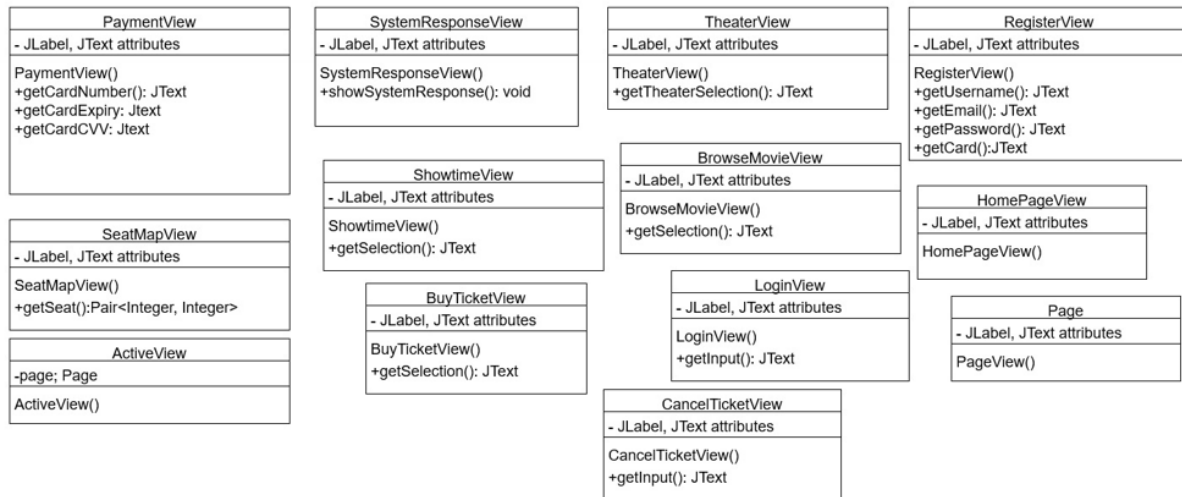 PaymentView
- JLabel, JText attributes
PaymentView()
+getCardNumber(): JText
+getCardExpiry: Jtext
+getCardCVV: Jtext
SystemResponseView
- JLabel, JText attributes
SystemResponseView()
+showSystemResponse(): void
TheaterView
- JLabel, JText attributes
TheaterView()
+getTheaterSelection(): JText
RegisterView
- JLabel, JText attributes
RegisterView()
+getUsername(): JText
+getEmail(): JText
+getPassword(): JText
+getCard():JText
ShowtimeView
- JLabel, JText attributes
ShowtimeView()
+getSelection(): JText
BrowseMovieView
- JLabel, JText attributes
BrowseMovieView()
+getSelection(): JText
HomePageView
- JLabel, JText attributes
HomePageView()
SeatMapView
- JLabel, JText attributes
SeatMapView()
+getSeat():Pair<Integer, Integer>
BuyTicketView
- JLabel, JText attributes
BuyTicketView()
+getSelection(): JText
LoginView
- JLabel, JText attributes
LoginView()
+getInput(): JText
Page
- JLabel, JText attributes
PageView()
ActiveView
-page; Page
ActiveView()
CancelTicketView
- JLabel, JText attributes
CancelTicketView()
+getInput(): JText